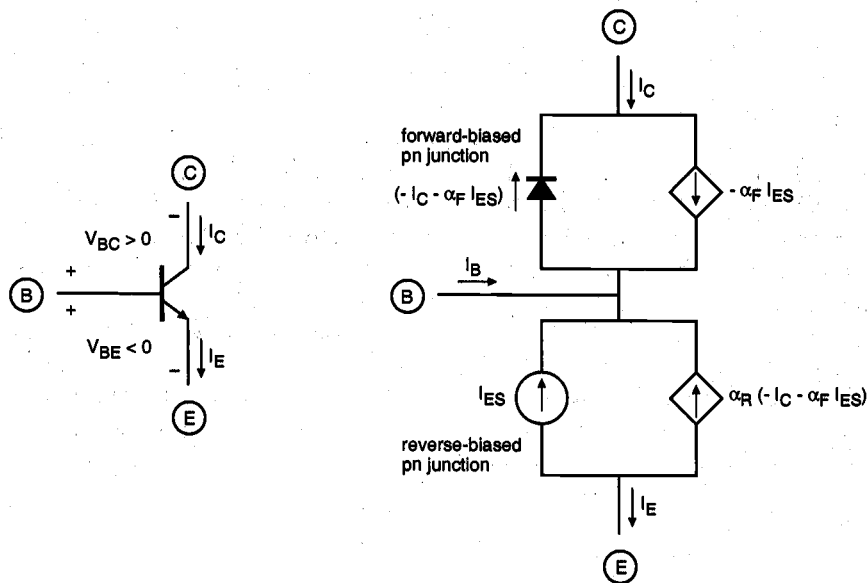 C
V_BC > 0
I_C
+
−
B
+
V_BE < 0
I_E
−
E
C
I_C
forward-biased
pn junction
(- I_C - α_F I_ES)
- α_F I_ES
I_B
B
I_ES
α_R (- I_C - α_F I_ES)
reverse-biased
pn junction
I_E
E